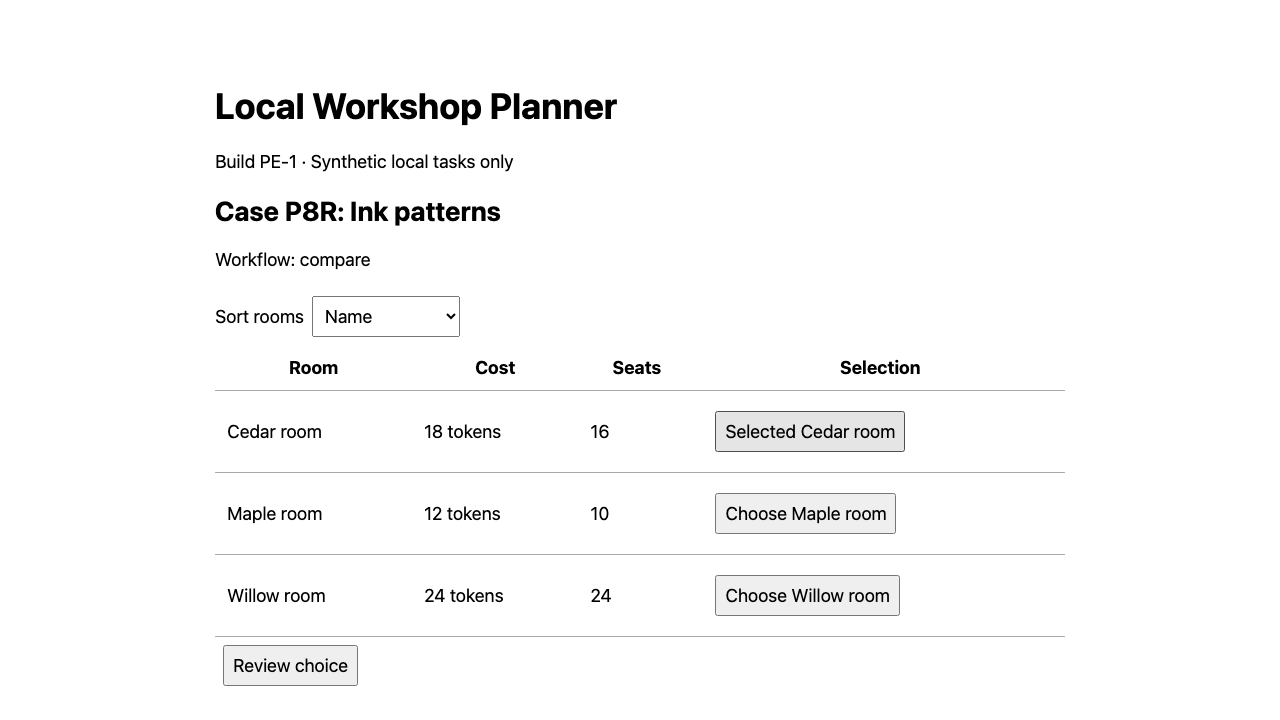 Local Workshop Planner
Build PE-1 · Synthetic local tasks only
Case P8R: Ink patterns
Workflow: compare
Sort rooms Name
Room Cost Seats Selection
Cedar room 18 tokens 16 Selected Cedar room
Maple room 12 tokens 10 Choose Maple room
Willow room 24 tokens 24 Choose Willow room
Review choice